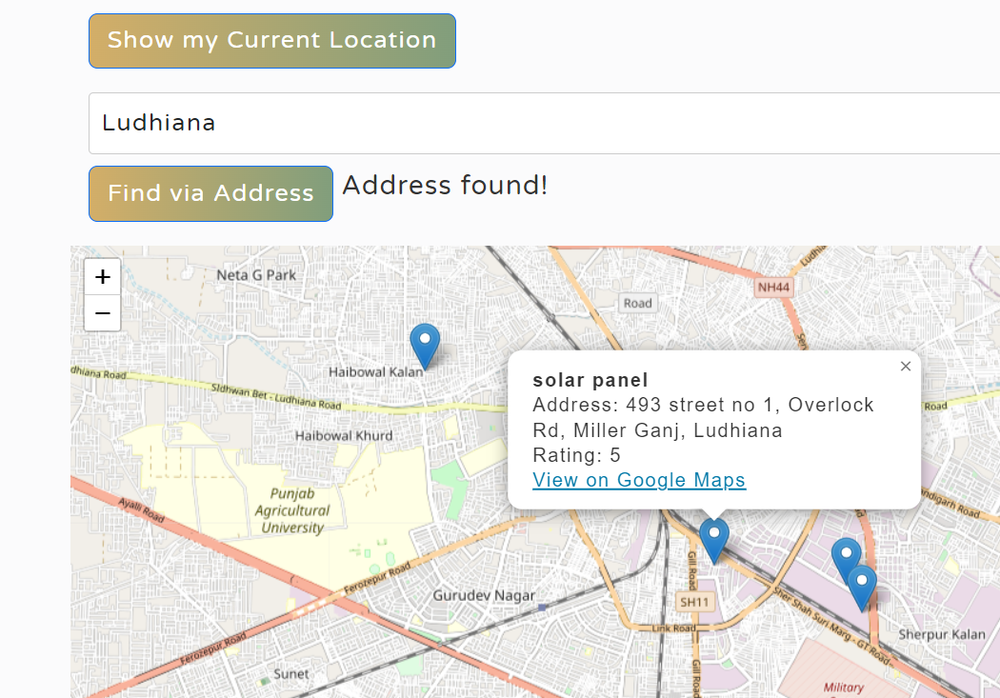 Show my Current Location
Ludhiana
Find via Address
Address found!
+
−
Neta G Park
NH44
Road
Haibowal Kalan
×
solar panel
Address: 493 street no 1, Overlock
Rd, Miller Ganj, Ludhiana
Rating: 5
View on Google Maps
dhiana Road
Sidhwan Bet - Ludhiana Road
Road
Haibowal Khurd
Punjab
Agricultural
University
Ayalli Road
andigarh Road
Ferozepur Road
Gill Road
Gurudev Nagar
SH11
Sher Shah Suri Marg - GT Road
Link Road
Sherpur Kalan
Ferozepur Road
Sunet
Gill Road
Military